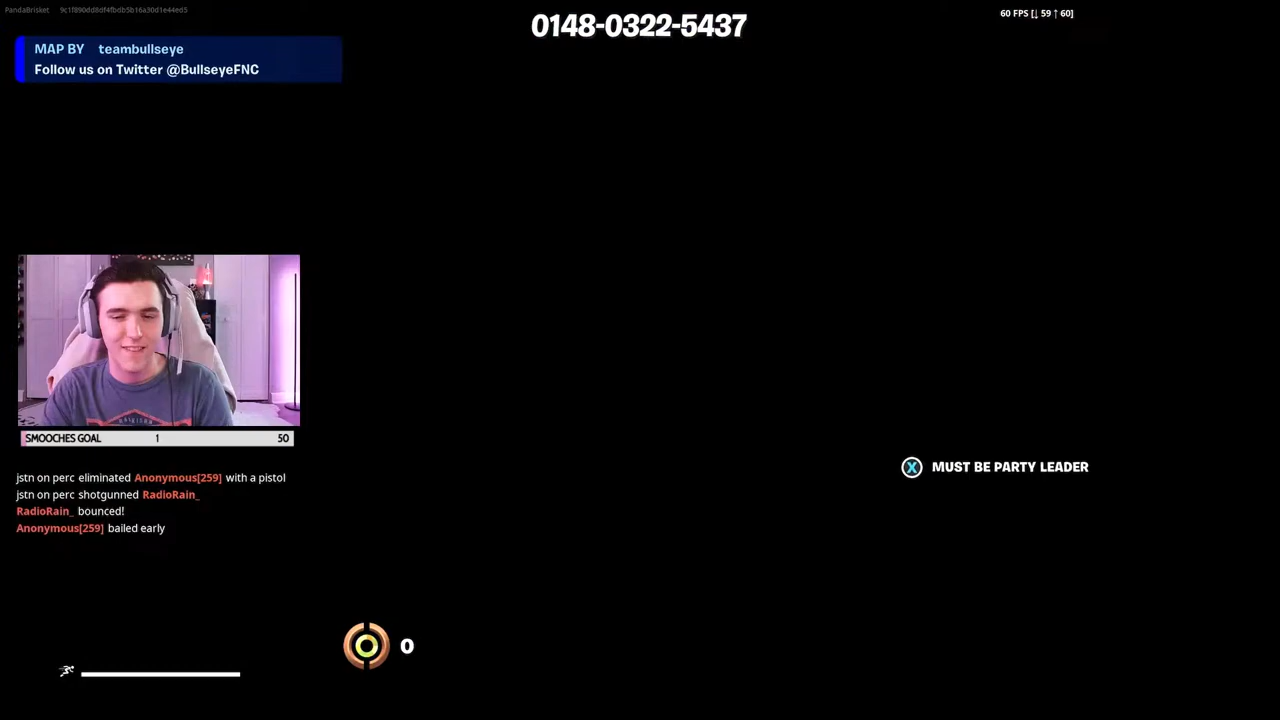 PandaBrisket
0148-0322-5437
60 FPS [↓ 59 ↑ 60]
MAP BY teambullseye
Follow us on Twitter @BullseyeFNC
SMOOCHES GOAL 1 50
X MUST BE PARTY LEADER
jstn on perc eliminated Anonymous[259] with a pistol
jstn on perc shotgunned RadioRain_
RadioRain_ bounced!
Anonymous[259] bailed early
0